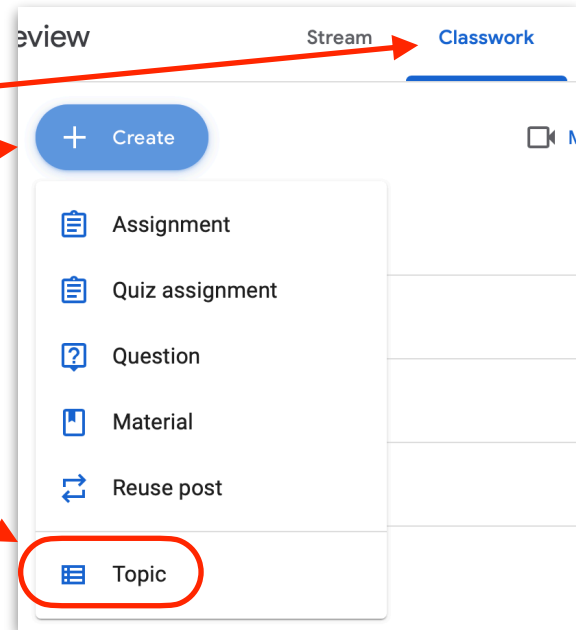 eview Stream Classwork
Create M
Assignment
Quiz assignment
Question
Material
Reuse post
Topic